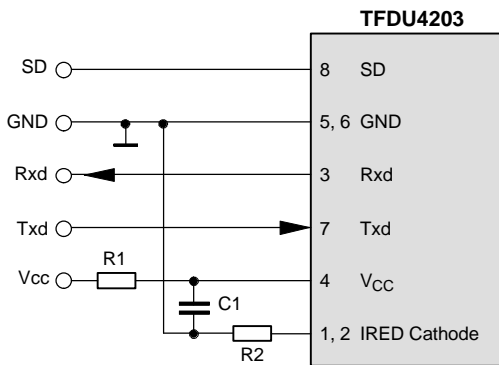 TFDU4203
SD 8 SD
GND 5, 6 GND
Rxd 3 Rxd
Txd 7 Txd
R1
Vcc 4 VCC
C1
1, 2 IRED Cathode
R2